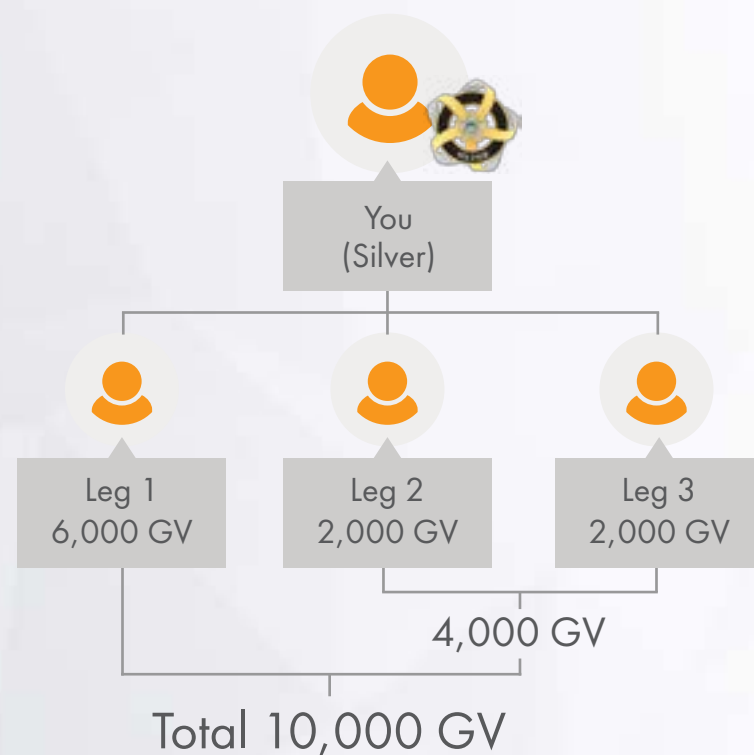 You
(Silver)
Leg 1
6,000 GV
Leg 2
2,000 GV
Leg 3
2,000 GV
4,000 GV
Total 10,000 GV